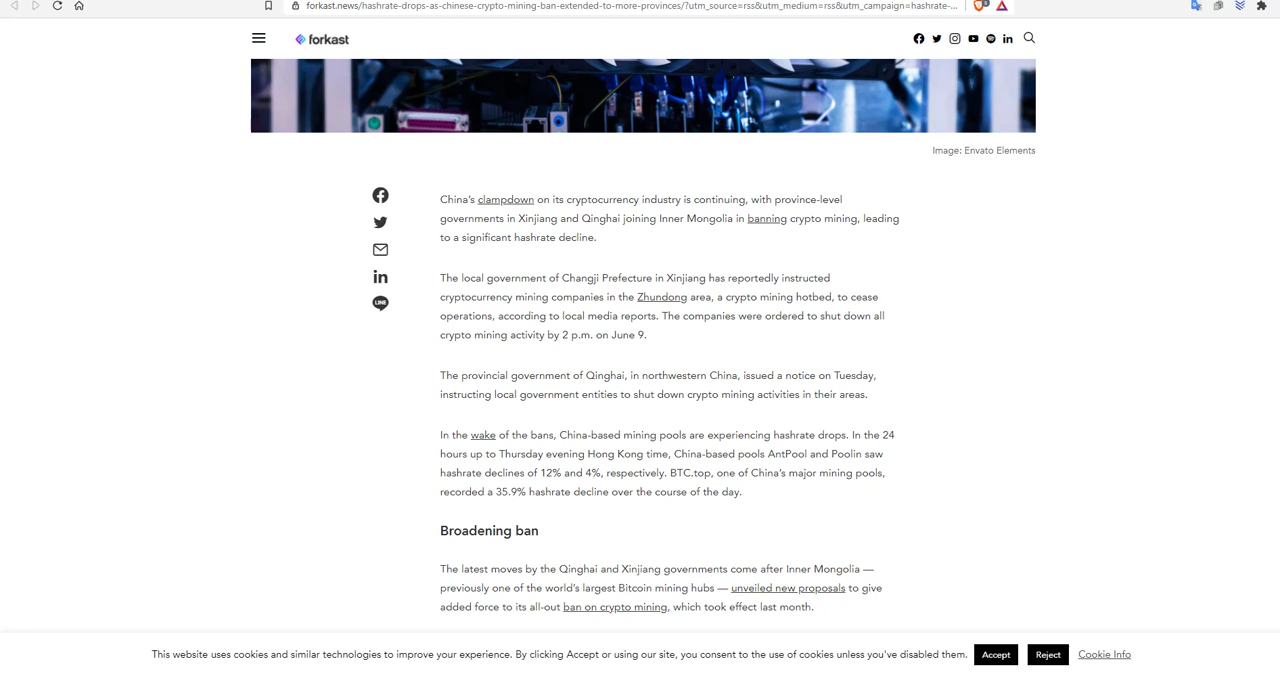 forkast.news/hashrate-drops-as-chinese-crypto-mining-ban-extended-to-more-provinces/?utm_source=rss&utm_medium=rss&utm_campaign=hashrate-...
forkast
Image: Envato Elements
China's clampdown on its cryptocurrency industry is continuing, with province-level
governments in Xinjiang and Qinghai joining Inner Mongolia in banning crypto mining, leading
to a significant hashrate decline.
The local government of Changji Prefecture in Xinjiang has reportedly instructed
cryptocurrency mining companies in the Zhundong area, a crypto mining hotbed, to cease
operations, according to local media reports. The companies were ordered to shut down all
crypto mining activity by 2 p.m. on June 9.
The provincial government of Qinghai, in northwestern China, issued a notice on Tuesday,
instructing local government entities to shut down crypto mining activities in their areas.
In the wake of the bans, China-based mining pools are experiencing hashrate drops. In the 24
hours up to Thursday evening Hong Kong time, China-based pools AntPool and Poolin saw
hashrate declines of 12% and 4%, respectively. BTC.top, one of China's major mining pools,
recorded a 35.9% hashrate decline over the course of the day.
Broadening ban
The latest moves by the Qinghai and Xinjiang governments come after Inner Mongolia —
previously one of the world's largest Bitcoin mining hubs — unveiled new proposals to give
added force to its all-out ban on crypto mining, which took effect last month.
This website uses cookies and similar technologies to improve your experience. By clicking Accept or using our site, you consent to the use of cookies unless you've disabled them. Accept Reject Cookie Info